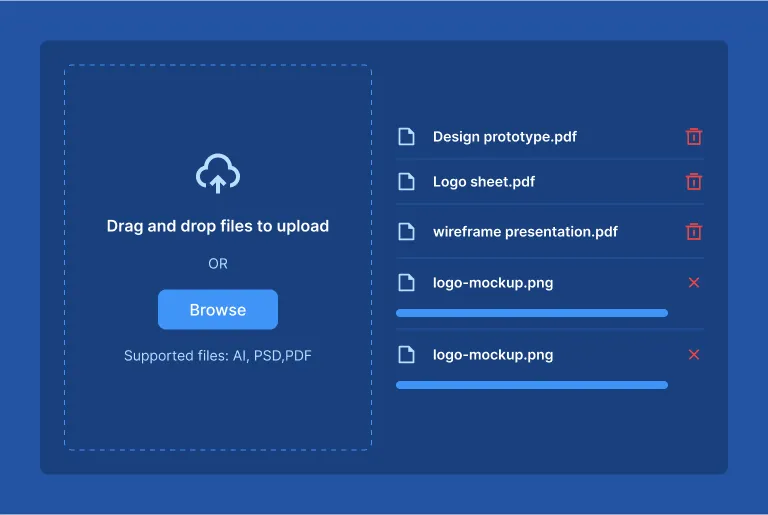 Drag and drop files to upload
OR
Browse
Supported files: AI, PSD,PDF
Design prototype.pdf
Logo sheet.pdf
wireframe presentation.pdf
logo-mockup.png
logo-mockup.png